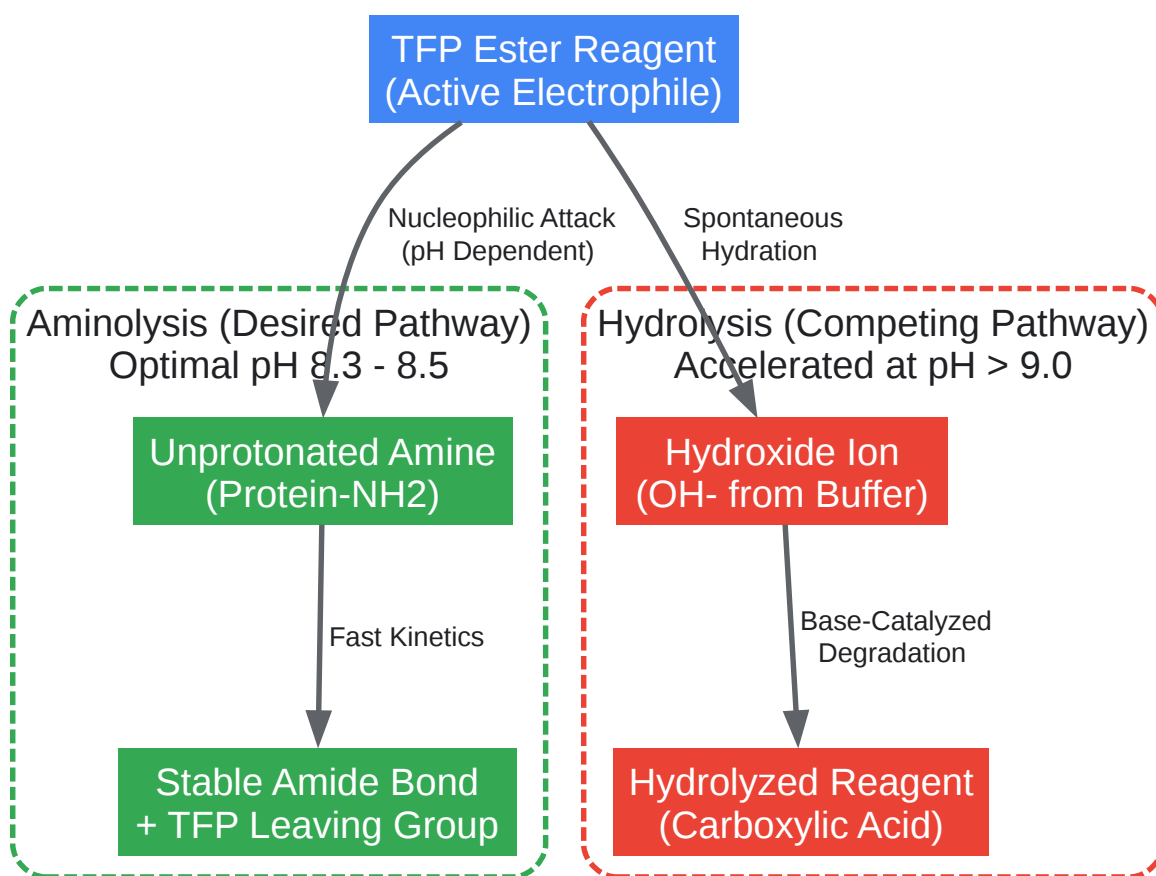 TFP Ester Reagent
(Active Electrophile)
Nucleophilic Attack
(pH Dependent)
Spontaneous
Hydration
Aminolysis (Desired Pathway)
Optimal pH 8.3 - 8.5
Hydrolysis (Competing Pathway)
Accelerated at pH > 9.0
Unprotonated Amine
(Protein-NH2)
Hydroxide Ion
(OH- from Buffer)
Fast Kinetics
Base-Catalyzed
Degradation
Stable Amide Bond
+ TFP Leaving Group
Hydrolyzed Reagent
(Carboxylic Acid)